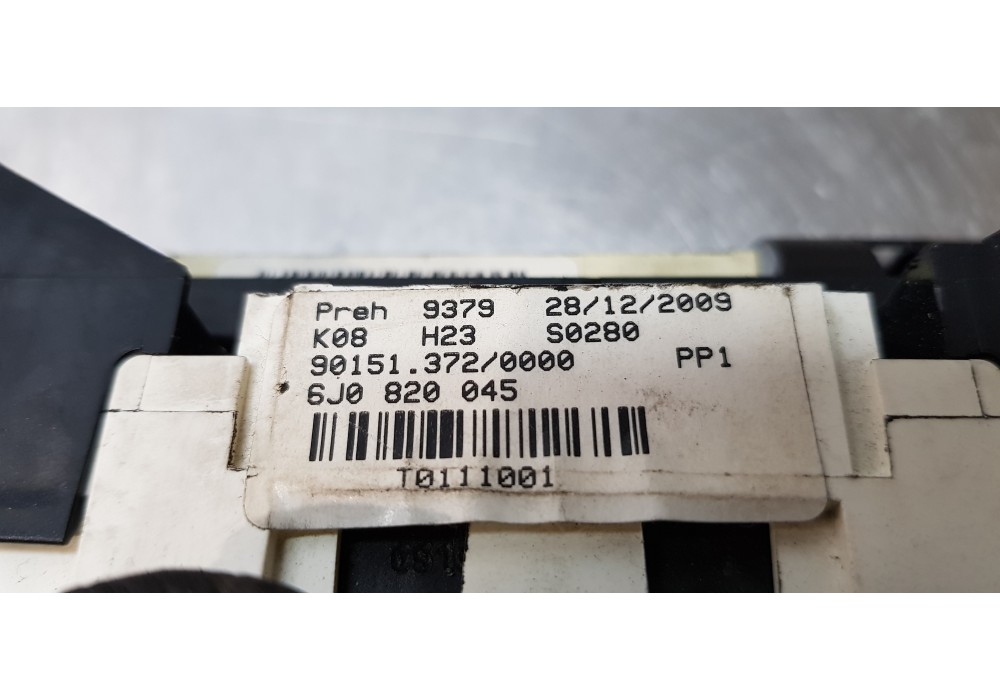 Preh 9379 28/12/2009
K08 H23 S0280
90151.372/0000 PP1
6J0 820 045
T0111001